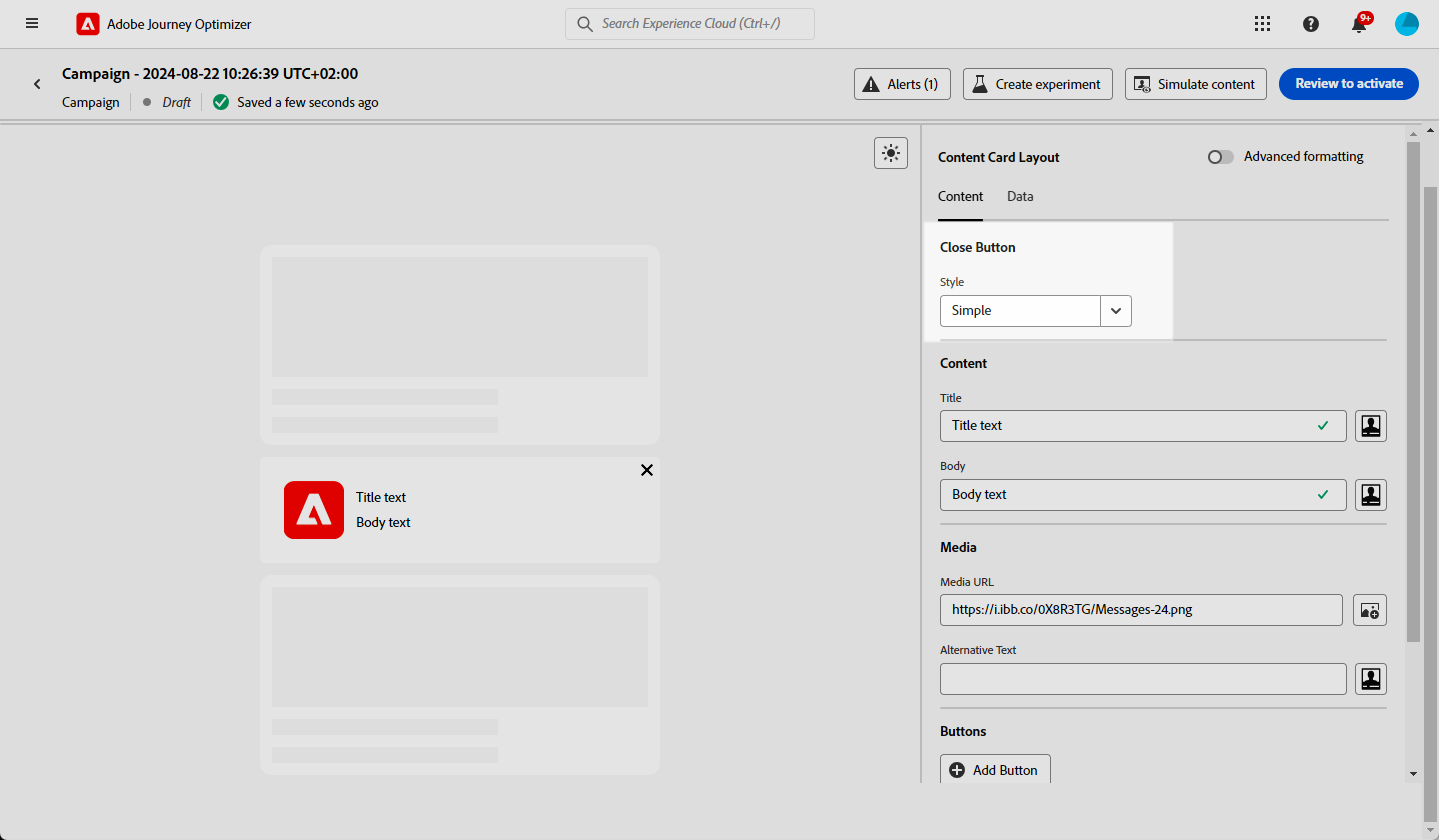 Adobe Journey Optimizer
Search Experience Cloud (Ctrl+/)
9+
Campaign - 2024-08-22 10:26:39 UTC+02:00
Campaign
Draft
Saved a few seconds ago
Alerts (1)
Create experiment
Simulate content
Review to activate
Title text
Body text
Content Card Layout
Advanced formatting
Content
Data
Close Button
Style
Simple
Content
Title
Title text
Body
Body text
Media
Media URL
https://i.ibb.co/0X8R3TG/Messages-24.png
Alternative Text
Buttons
Add Button